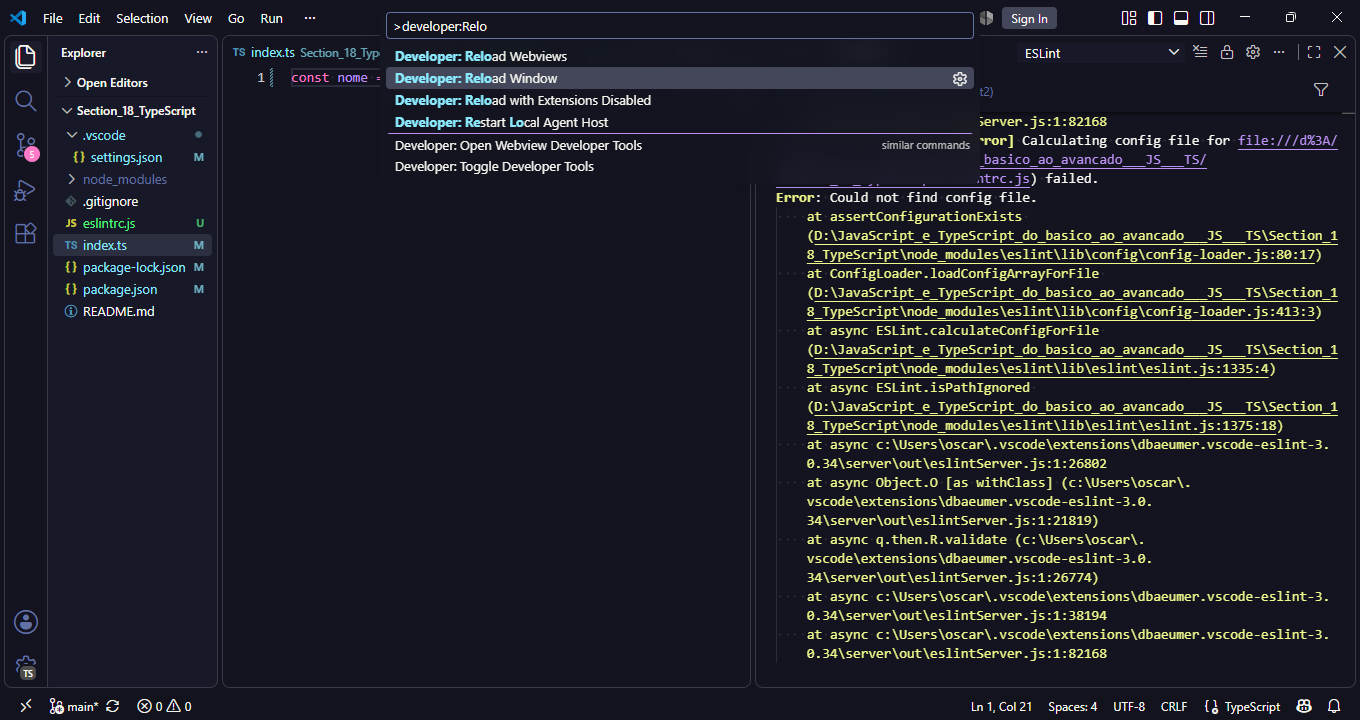 File Edit Selection View Go Run ···
>developer:Relo
Sign In
Developer: Reload Webviews
Developer: Reload Window
Developer: Reload with Extensions Disabled
Developer: Restart Local Agent Host
Developer: Open Webview Developer Tools
similar commands
Developer: Toggle Developer Tools
Explorer
···
Open Editors
Section_18_TypeScript
.vscode
{} settings.json M
node_modules
.gitignore
JS eslintrc.js U
TS index.ts M
{} package-lock.json M
{} package.json M
README.md
5
TS
TS index.ts Section_18_Typ
1 const nome =
ESLint
···
t2)
Server.js:1:82168
rror] Calculating config file for file:///d%3A/
_basico_ao_avancado___JS___TS/
ntrc.js) failed.
Error: Could not find config file.
at assertConfigurationExists
(D:\JavaScript_e_TypeScript_do_basico_ao_avancado___JS___TS\Section_1
8_TypeScript\node_modules\eslint\lib\config\config-loader.js:80:17)
at ConfigLoader.loadConfigArrayForFile
(D:\JavaScript_e_TypeScript_do_basico_ao_avancado___JS___TS\Section_1
8_TypeScript\node_modules\eslint\lib\config\config-loader.js:413:3)
at async ESLint.calculateConfigForFile
(D:\JavaScript_e_TypeScript_do_basico_ao_avancado___JS___TS\Section_1
8_TypeScript\node_modules\eslint\lib\eslint\eslint.js:1335:4)
at async ESLint.isPathIgnored
(D:\JavaScript_e_TypeScript_do_basico_ao_avancado___JS___TS\Section_1
8_TypeScript\node_modules\eslint\lib\eslint\eslint.js:1375:18)
at async c:\Users\oscar\.vscode\extensions\dbaeumer.vscode-eslint-3.
0.34\server\out\eslintServer.js:1:26802
at async Object.O [as withClass] (c:\Users\oscar\.
vscode\extensions\dbaeumer.vscode-eslint-3.0.
34\server\out\eslintServer.js:1:21819)
at async q.then.R.validate (c:\Users\oscar\.
vscode\extensions\dbaeumer.vscode-eslint-3.0.
34\server\out\eslintServer.js:1:26774)
at async c:\Users\oscar\.vscode\extensions\dbaeumer.vscode-eslint-3.
0.34\server\out\eslintServer.js:1:38194
at async c:\Users\oscar\.vscode\extensions\dbaeumer.vscode-eslint-3.
0.34\server\out\eslintServer.js:1:82168
main* 0 0
Ln 1, Col 21 Spaces: 4 UTF-8 CRLF {} TypeScript